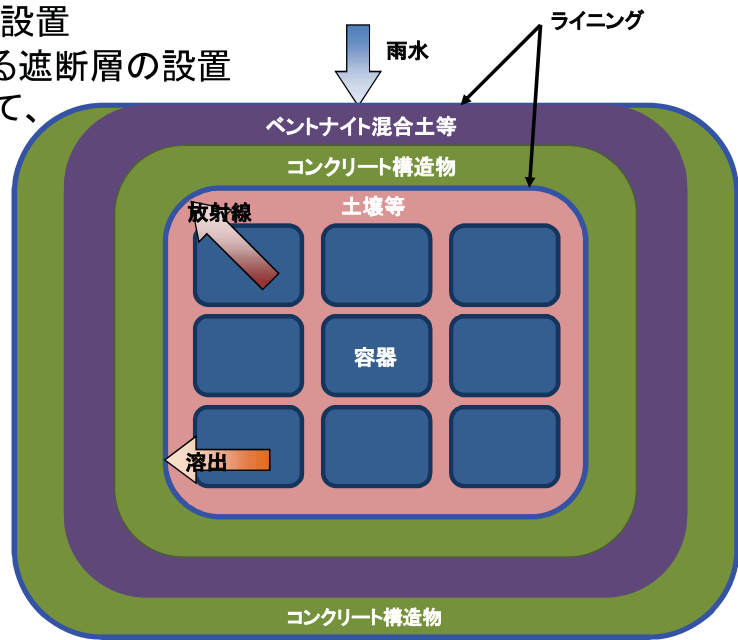 設置
る遮断層の設置
て、
ライニング
雨水
ベントナイト混合土等
コンクリート構造物
土壌等
放射線
容器
溶出
コンクリート構造物